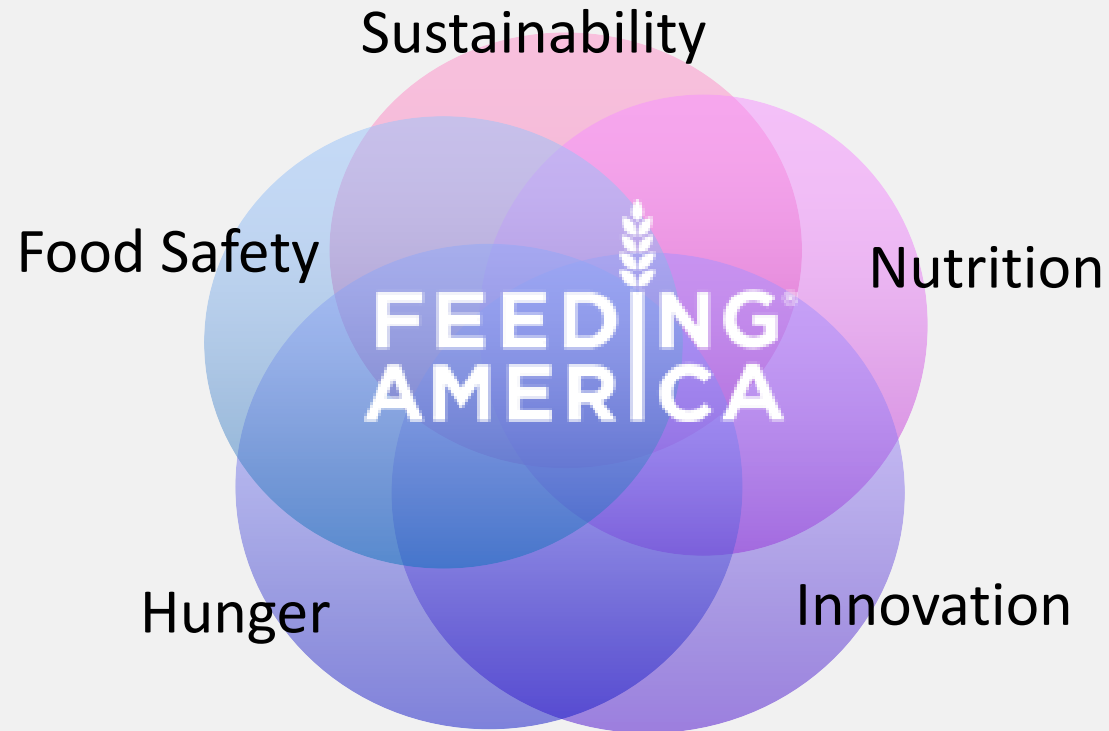 Sustainability
Food Safety
Nutrition
FEEDING®
AMERICA
Hunger
Innovation